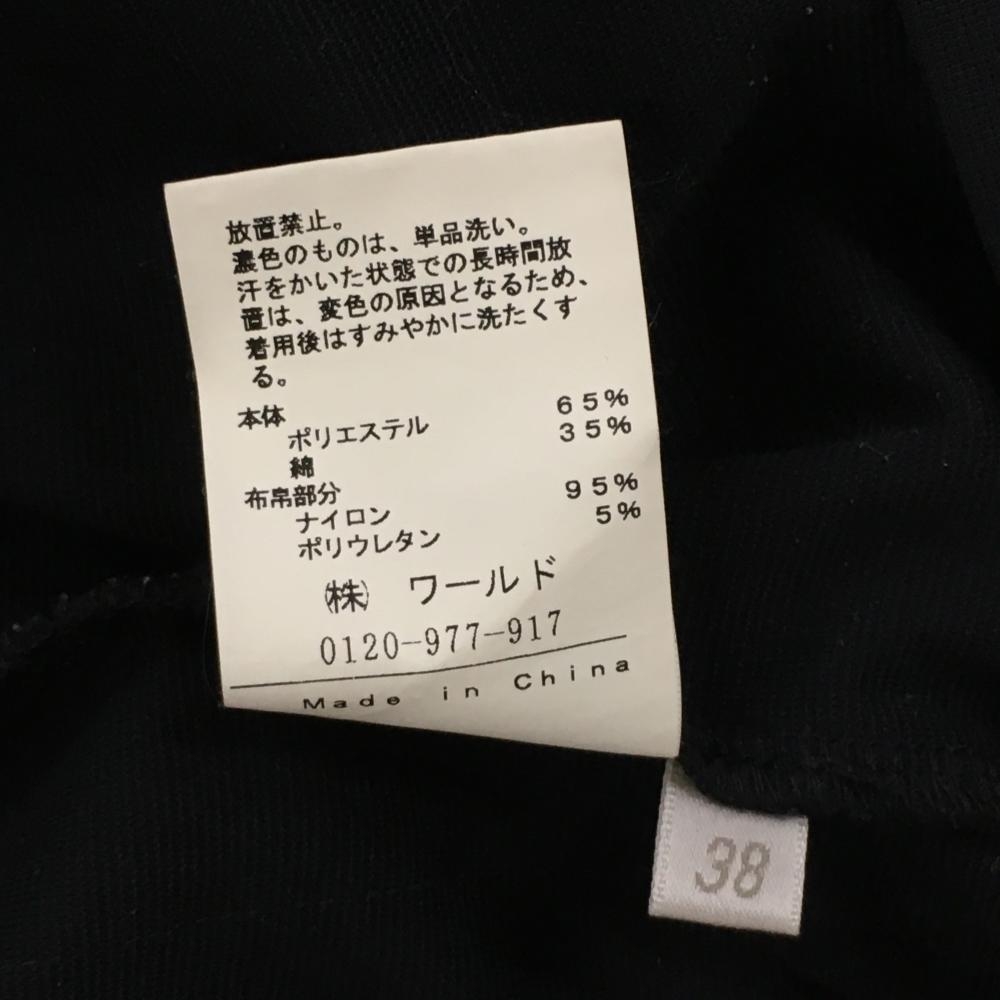 放置禁止。
濃色のものは、単品洗い。
汗をかいた状態での長時間放
置は、変色の原因となるため、
着用後はすみやかに洗たくす
る。
本体
ポリエステル 65%
綿 35%
布帛部分
ナイロン 95%
ポリウレタン 5%
㈱ ワールド
0120-977-917
Made in China
38